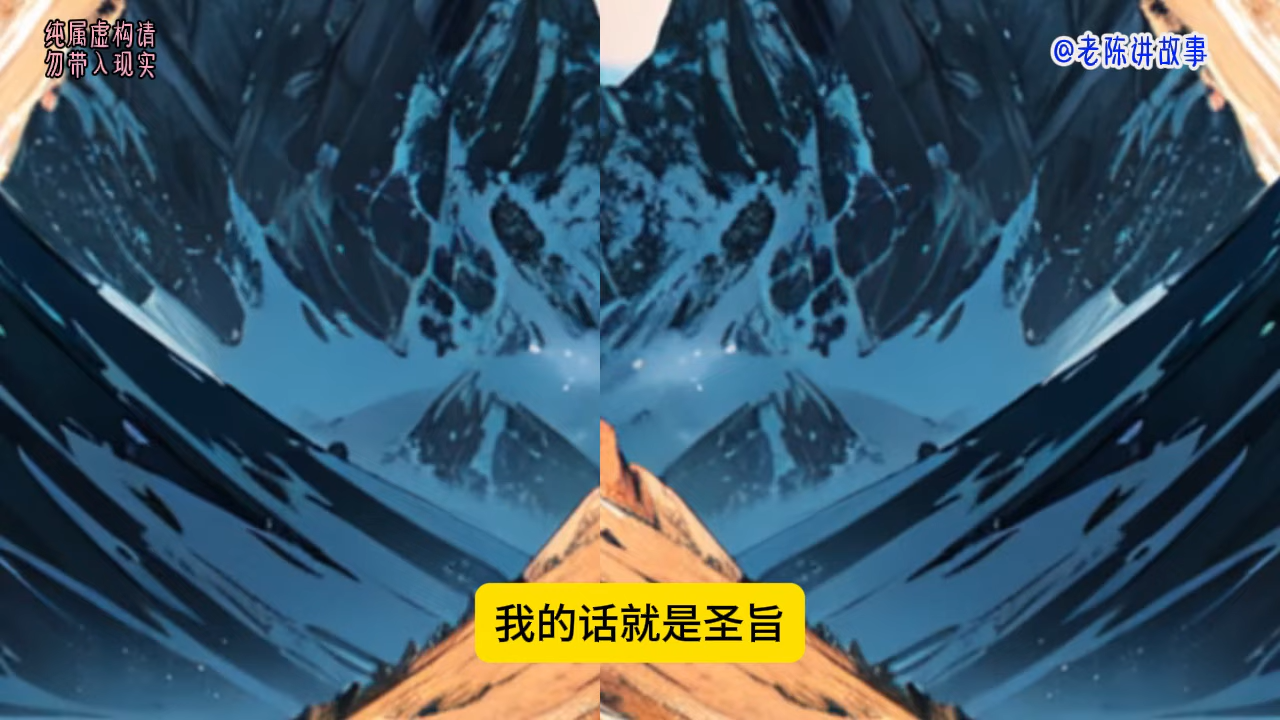 纯属虚构请
勿带入现实
@老陈讲故事
我的话就是圣旨